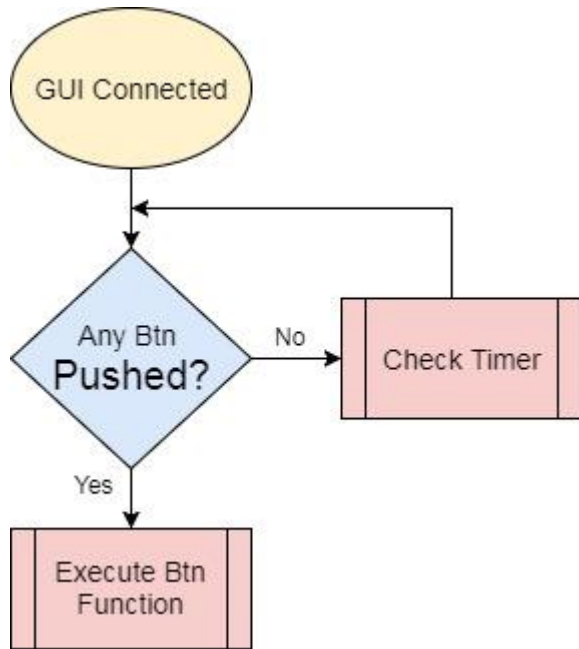 GUI Connected
Any Btn
Pushed?
No
Check Timer
Yes
Execute Btn
Function